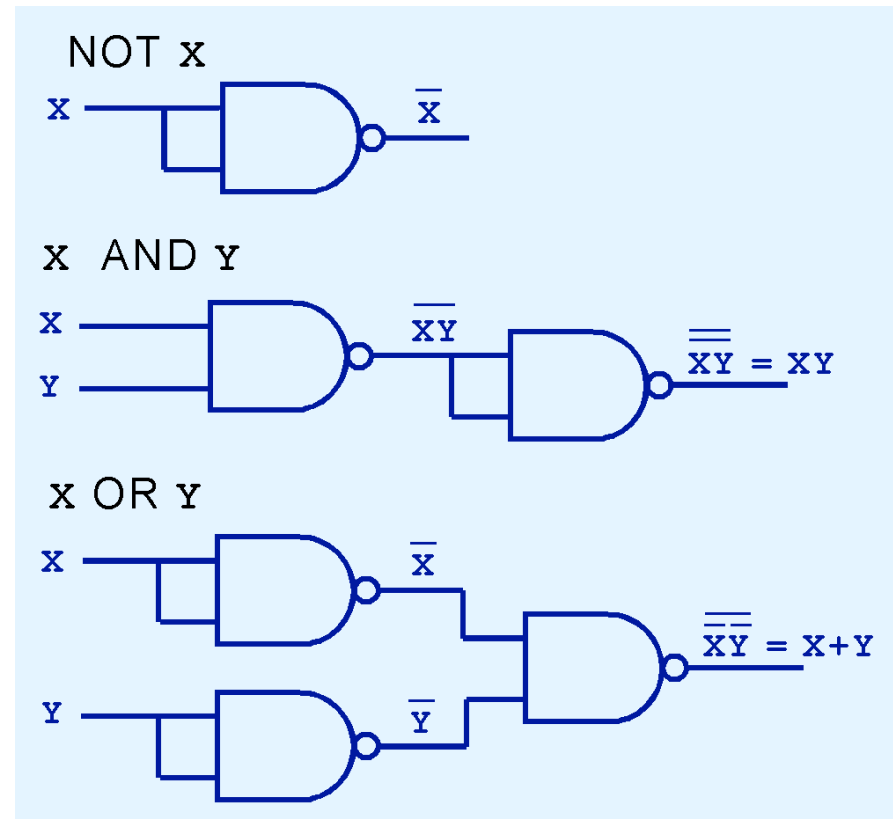 NOT X
X
X̅
X AND Y
X
Y
X̅Y̅
X̿Y̿ = XY
X OR Y
X
X̅
Y
Y̅
X̿Y̿ = X+Y